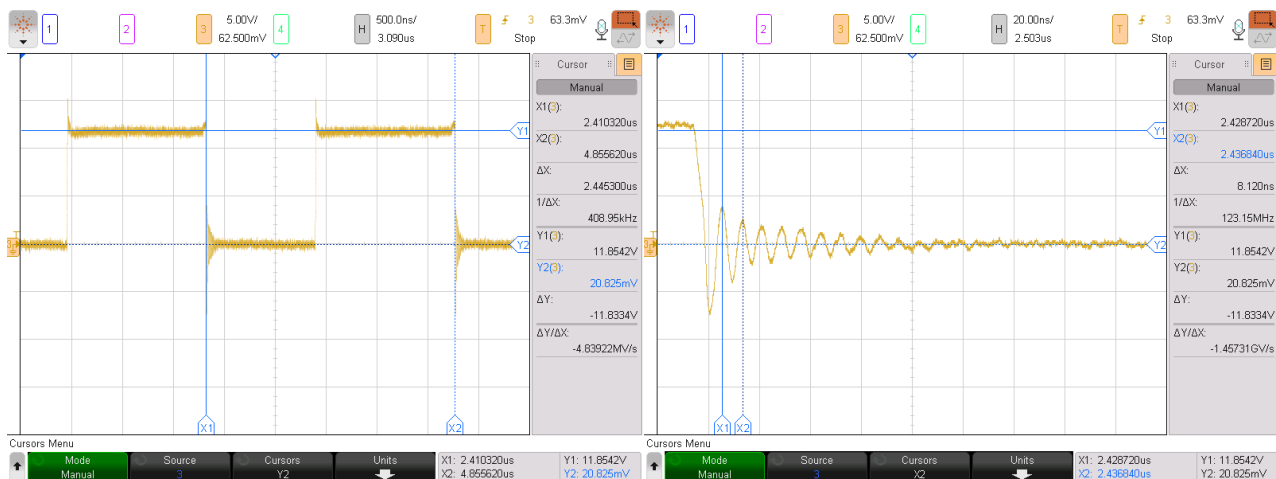 1 2 3 5.00V/ 62.500mV 4 H 500.0ns/ 3.090us T 3 63.3mV Stop
Cursor
Manual
X1(3):
2.410320us
X2(3):
4.855620us
ΔX:
2.445300us
1/ΔX:
408.95kHz
Y1(3):
11.8542V
Y2(3):
20.825mV
ΔY:
-11.8334V
ΔY/ΔX:
-4.83922MV/s
Y1
T
3
Y2
X1 X2
Cursors Menu
Mode Manual
Source 3
Cursors Y2
Units
X1: 2.410320us Y1: 11.8542V
X2: 4.855620us Y2: 20.825mV
1 2 3 5.00V/ 62.500mV 4 H 20.00ns/ 2.503us T 3 63.3mV Stop
Cursor
Manual
X1(3):
2.428720us
X2(3):
2.436840us
ΔX:
8.120ns
1/ΔX:
123.15MHz
Y1(3):
11.8542V
Y2(3):
20.825mV
ΔY:
-11.8334V
ΔY/ΔX:
-1.45731GV/s
Y1
T
3
Y2
X1 X2
Cursors Menu
Mode Manual
Source 3
Cursors X2
Units
X1: 2.428720us Y1: 11.8542V
X2: 2.436840us Y2: 20.825mV